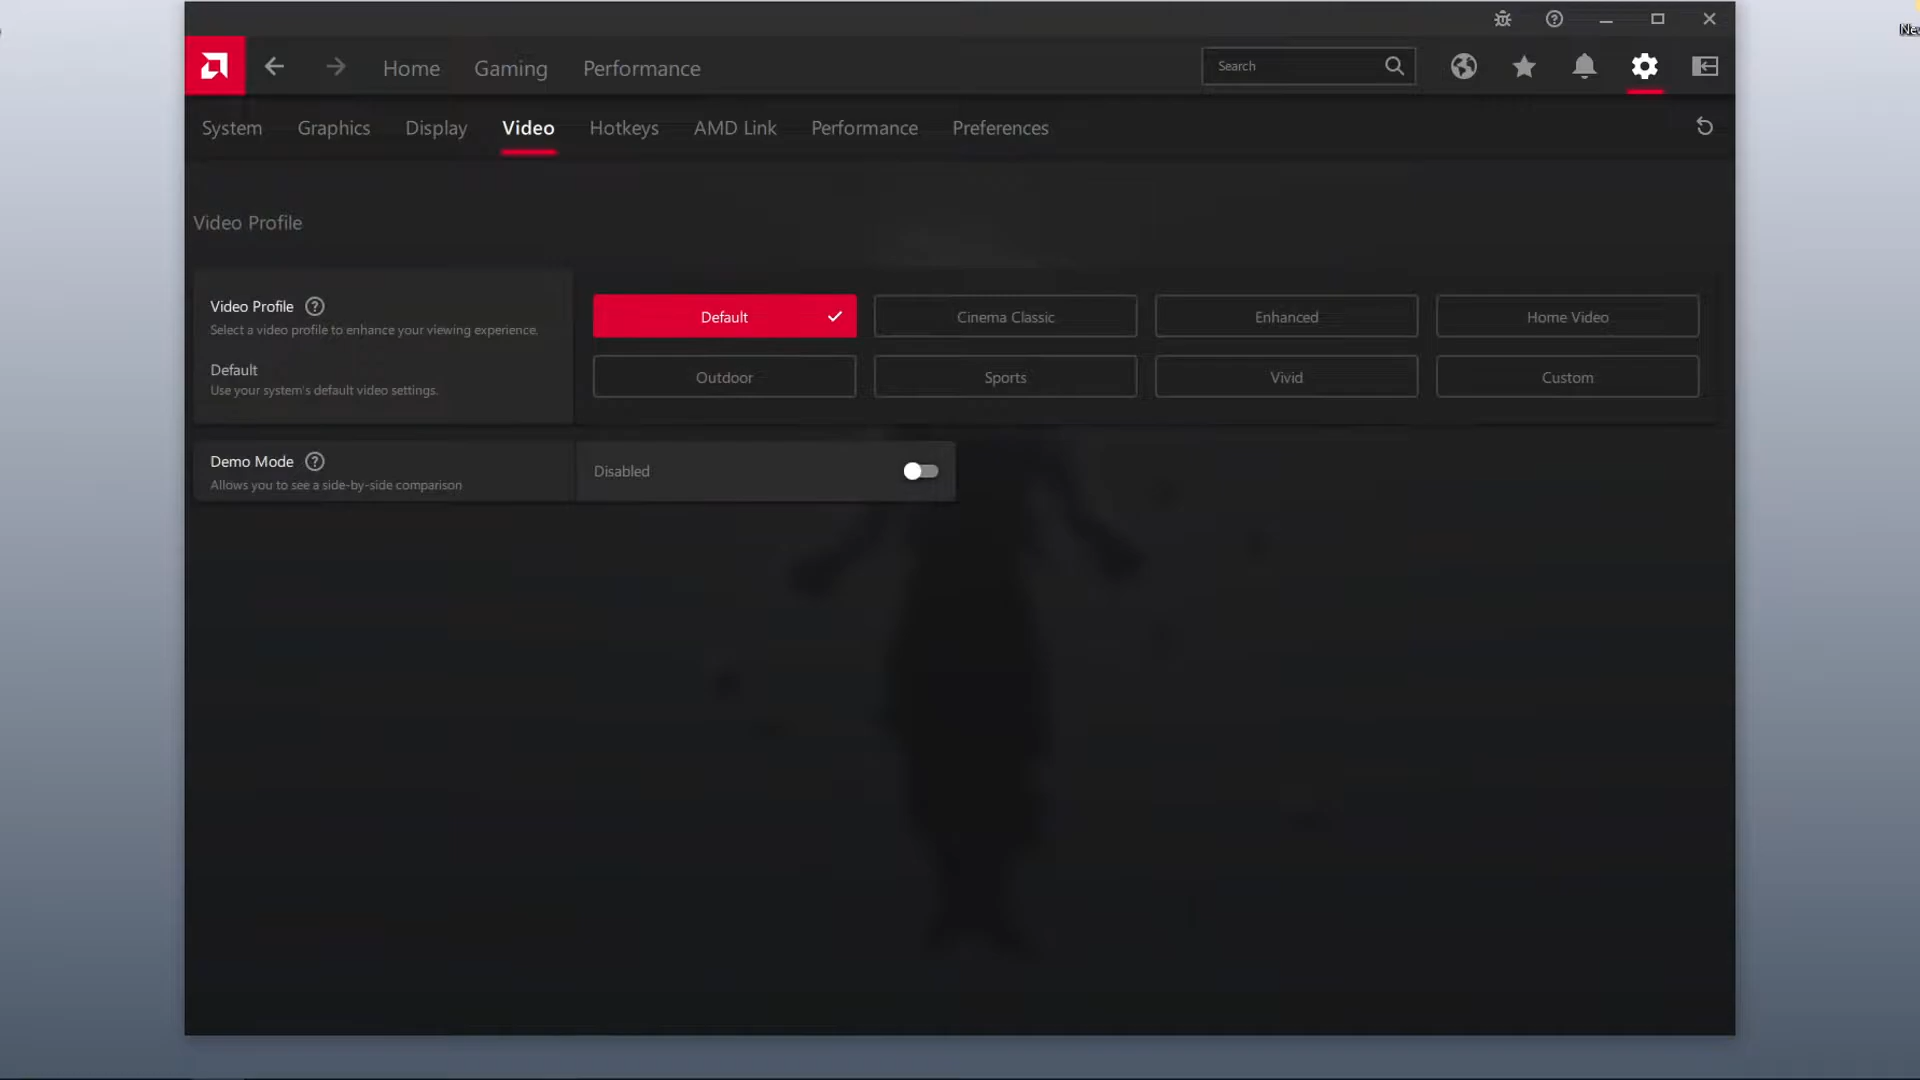 Home Gaming Performance Search
System Graphics Display Video Hotkeys AMD Link Performance Preferences
Video Profile
Video Profile
Select a video profile to enhance your viewing experience.
Default
Use your system's default video settings.
Default Cinema Classic Enhanced Home Video
Outdoor Sports Vivid Custom
Demo Mode
Allows you to see a side-by-side comparison
Disabled